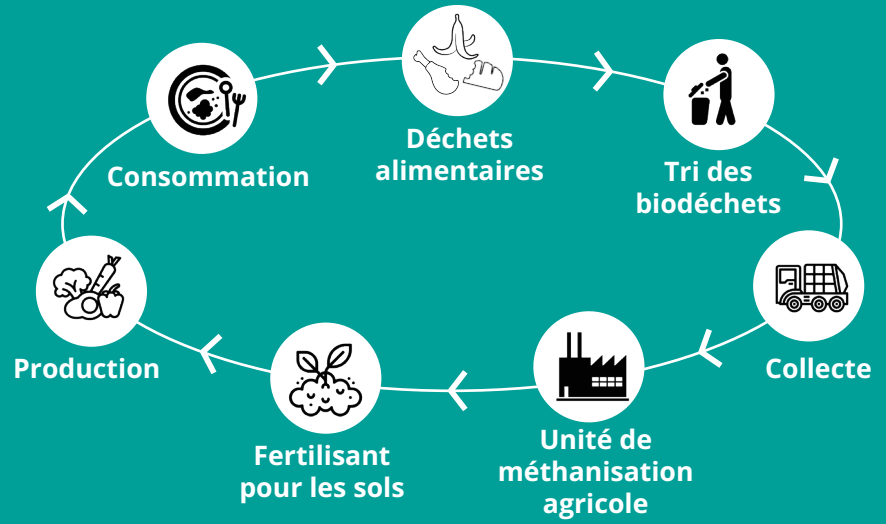 Déchets
alimentaires
Consommation
Tri des
biodéchets
Production
Collecte
Unité de
méthanisation
agricole
Fertilisant
pour les sols